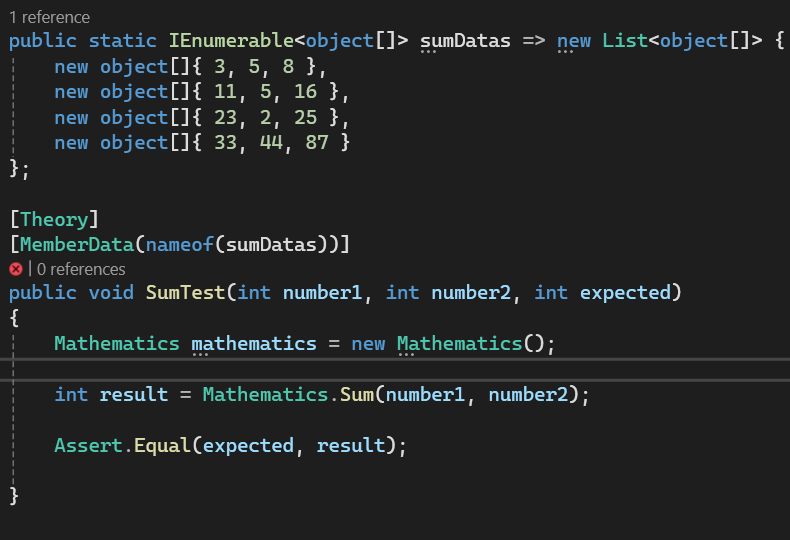 1 reference
public static IEnumerable<object[]> sumDatas => new List<object[]> {
new object[]{ 3, 5, 8 },
new object[]{ 11, 5, 16 },
new object[]{ 23, 2, 25 },
new object[]{ 33, 44, 87 }
};
[Theory]
[MemberData(nameof(sumDatas))]
| 0 references
public void SumTest(int number1, int number2, int expected)
{
Mathematics mathematics = new Mathematics();
int result = Mathematics.Sum(number1, number2);
Assert.Equal(expected, result);
}